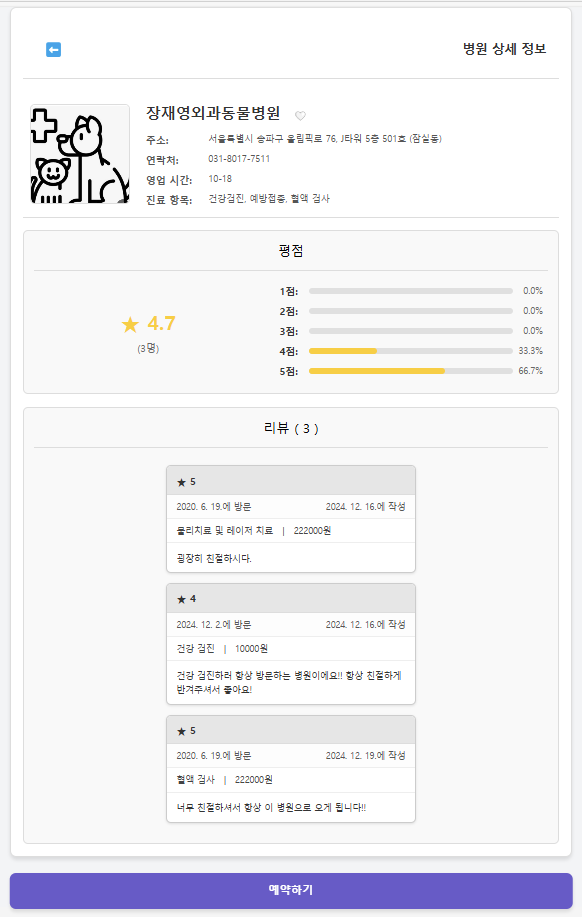 병원 상세 정보
장재영외과동물병원 ♡
주소: 서울특별시 송파구 올림픽로 76, J타워 5층 501호 (잠실동)
연락처: 031-8017-7511
영업 시간: 10-18
진료 항목: 건강검진, 예방접종, 혈액 검사
평점
★ 4.7
(3명)
1점: 0.0%
2점: 0.0%
3점: 0.0%
4점: 33.3%
5점: 66.7%
리뷰 ( 3 )
★ 5
2020. 6. 19.에 방문 2024. 12. 16.에 작성
물리치료 및 레이저 치료 | 222000원
굉장히 친절하시다.
★ 4
2024. 12. 2.에 방문 2024. 12. 16.에 작성
건강 검진 | 10000원
건강 검진하러 항상 방문하는 병원이에요!! 항상 친절하게
반겨주셔서 좋아요!
★ 5
2020. 6. 19.에 방문 2024. 12. 19.에 작성
혈액 검사 | 222000원
너무 친절하셔서 항상 이 병원으로 오게 됩니다!!
예약하기